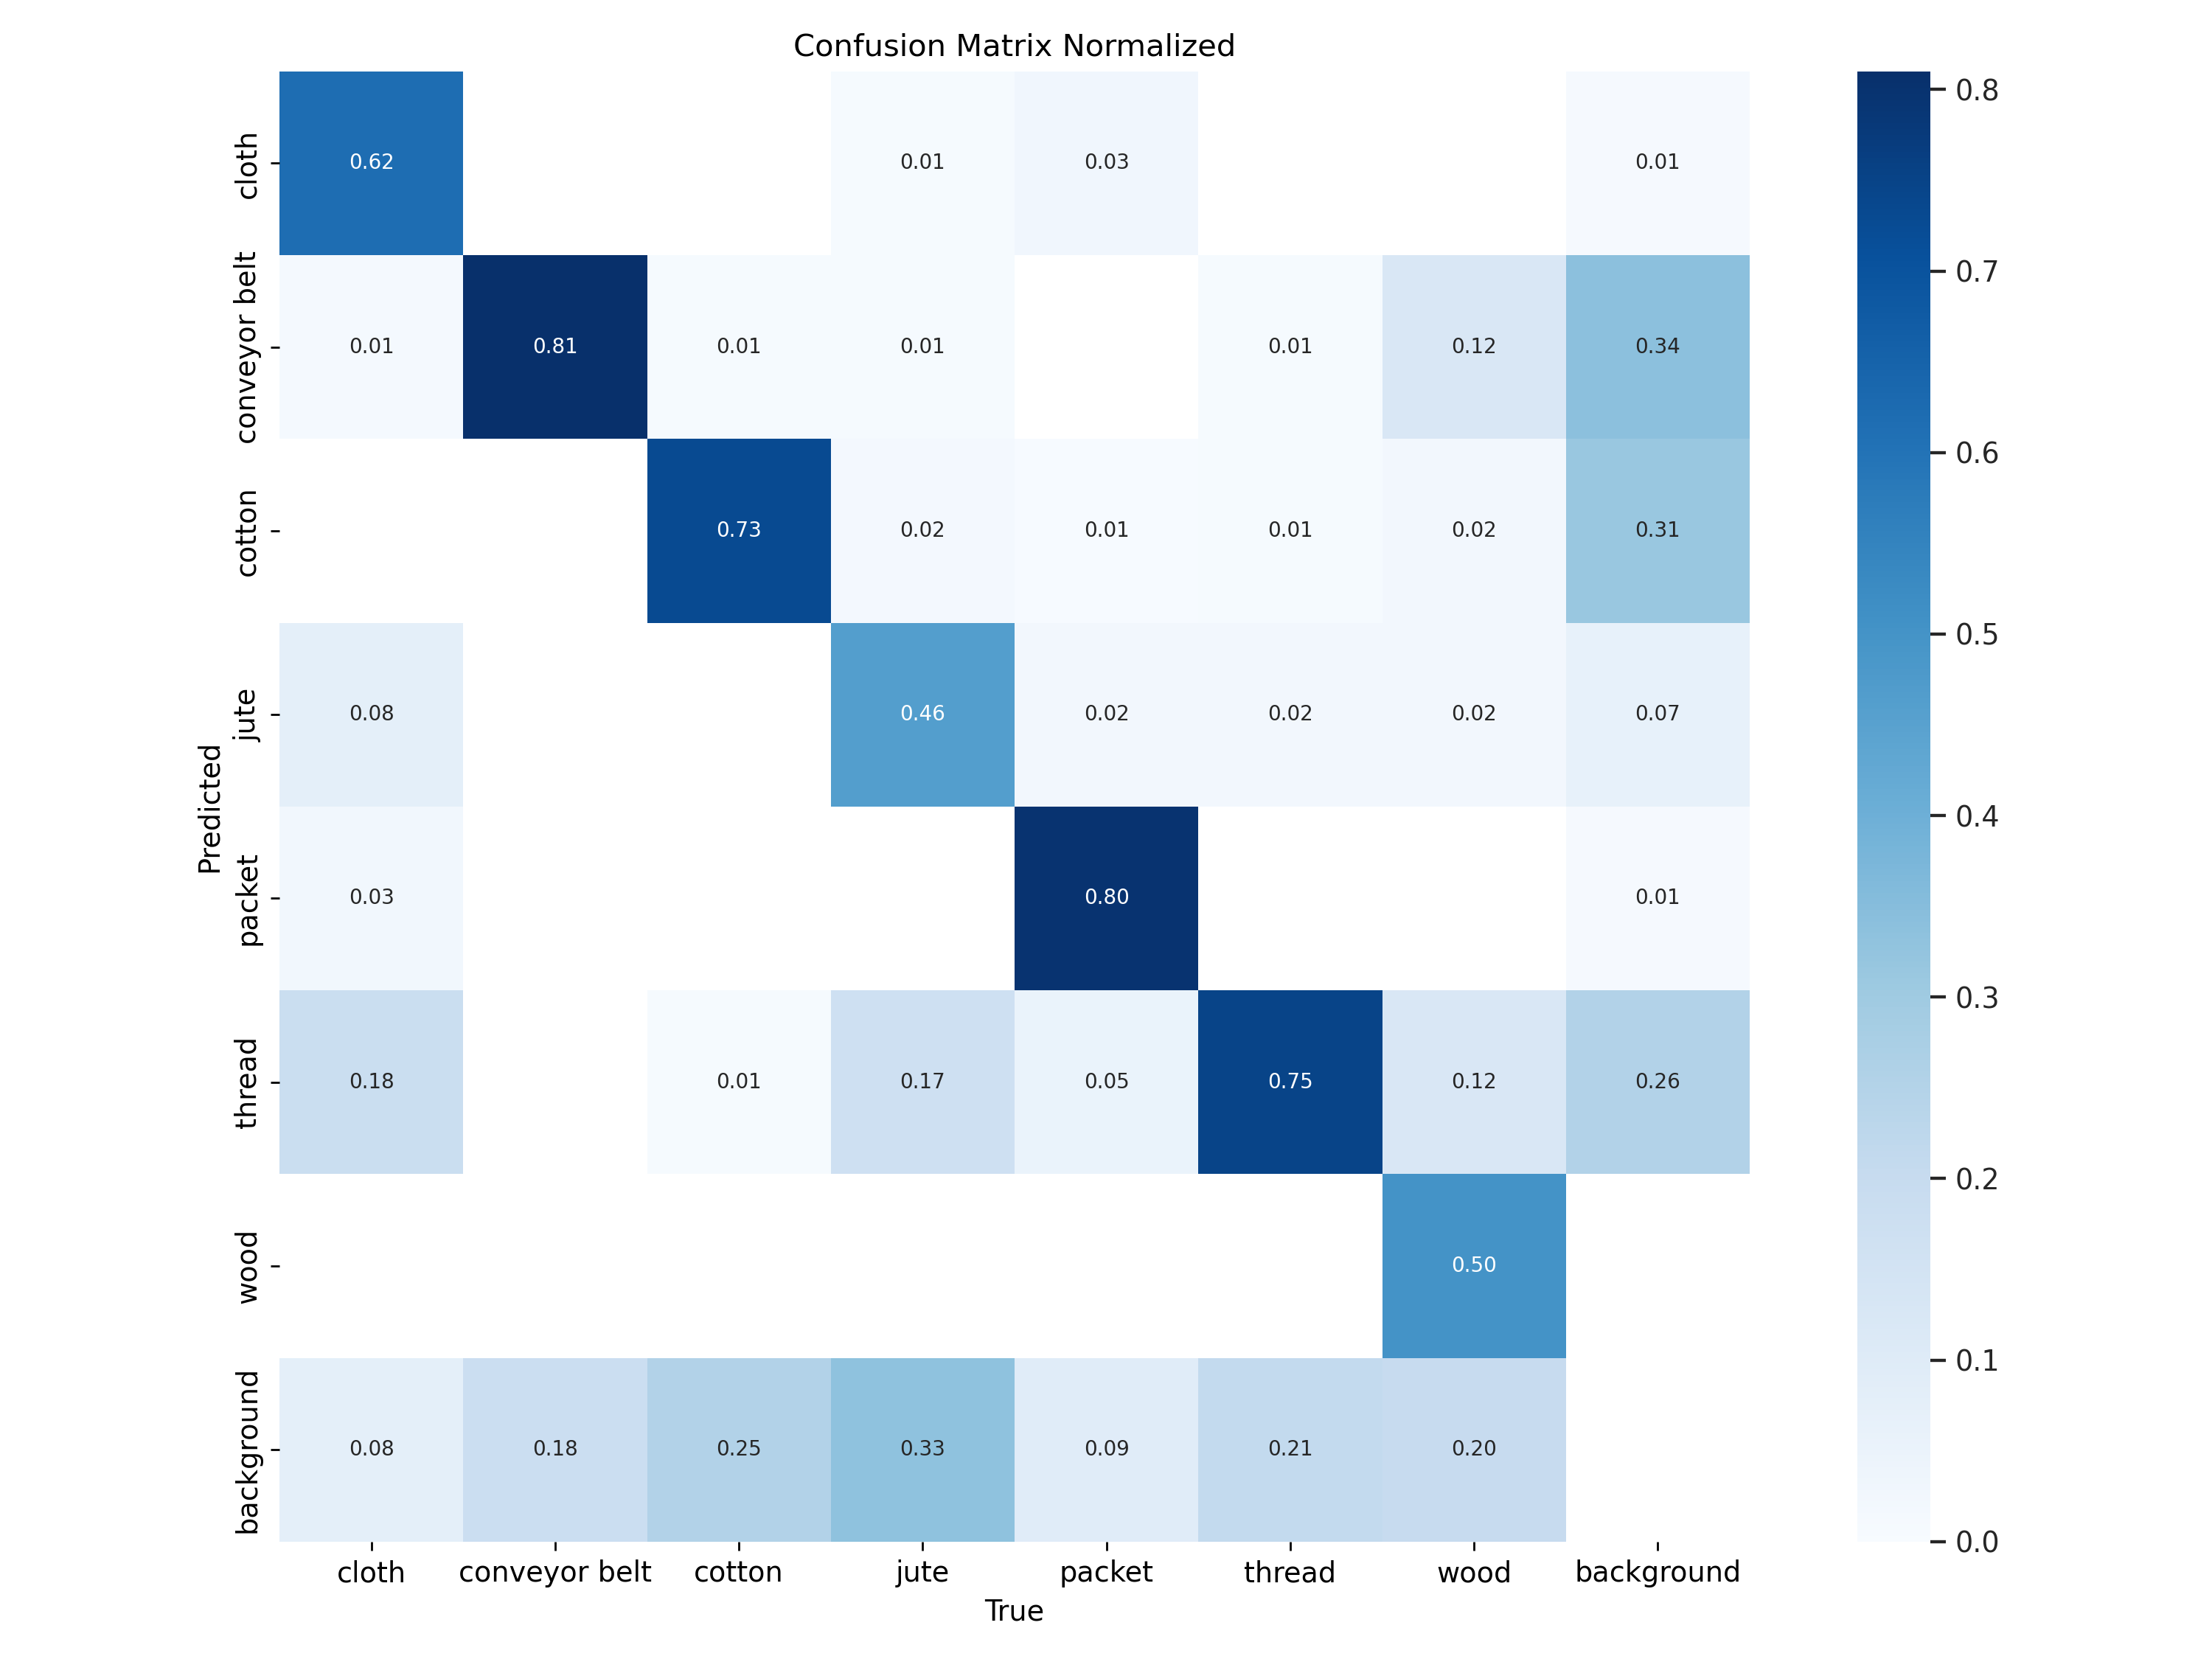 Confusion Matrix Normalized
cloth 0.62 0.01 0.03 0.01
conveyor belt 0.01 0.81 0.01 0.01 0.01 0.12 0.34
cotton 0.73 0.02 0.01 0.01 0.02 0.31
jute 0.08 0.46 0.02 0.02 0.02 0.07
Predicted
packet 0.03 0.80 0.01
thread 0.18 0.01 0.17 0.05 0.75 0.12 0.26
wood 0.50
background 0.08 0.18 0.25 0.33 0.09 0.21 0.20
cloth conveyor belt cotton jute packet thread wood background
True
0.8
0.7
0.6
0.5
0.4
0.3
0.2
0.1
0.0